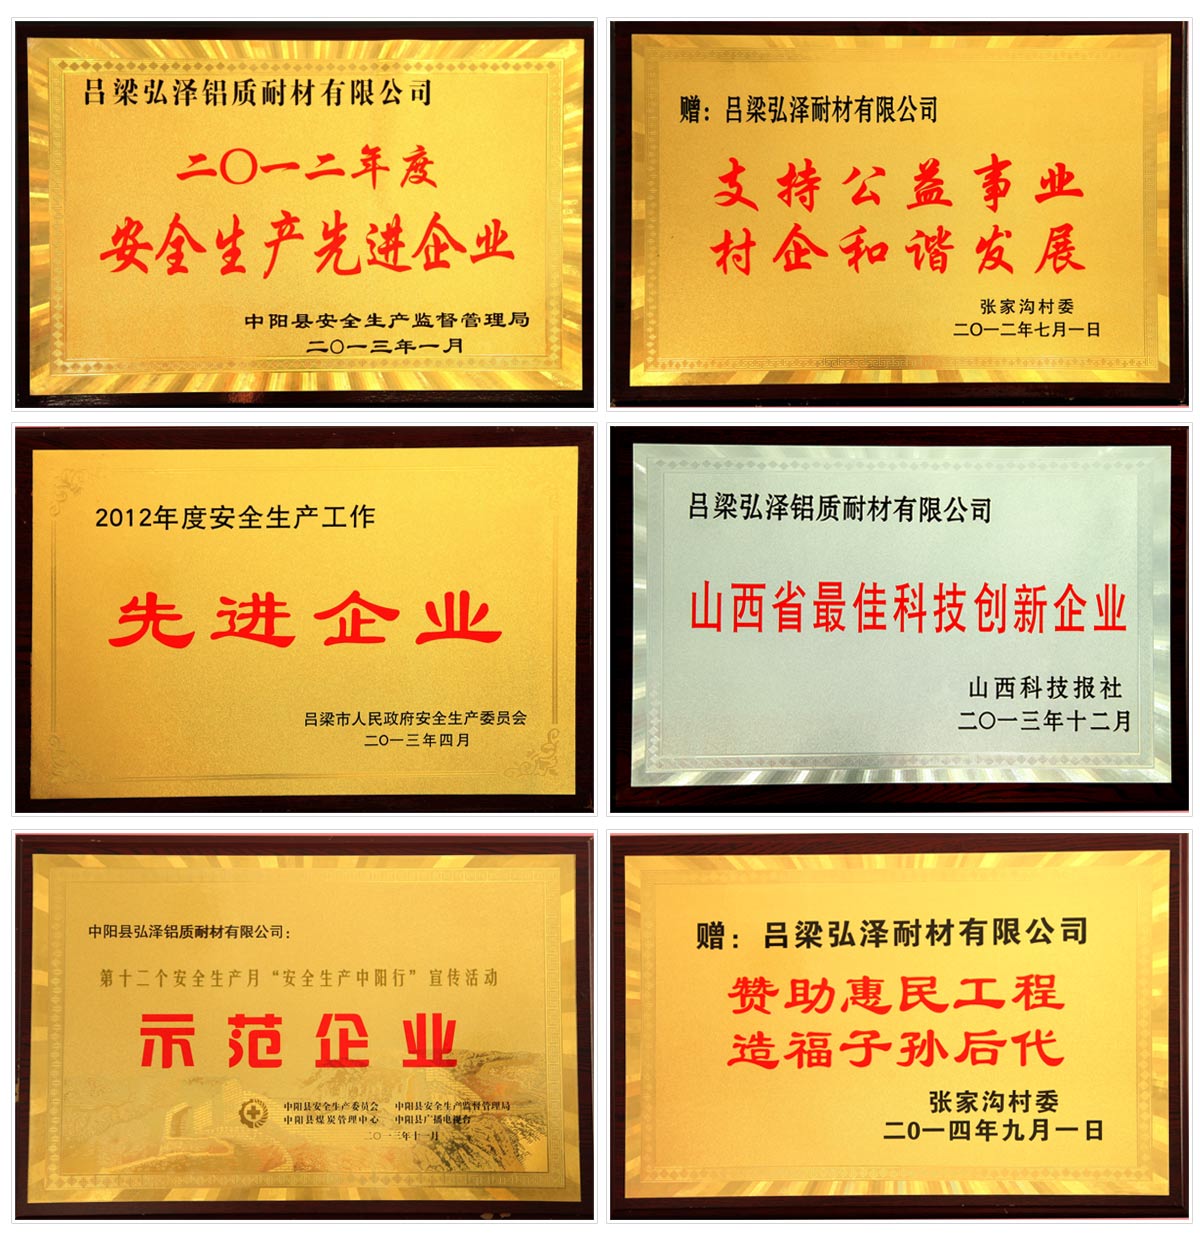 吕梁弘泽铝质耐材有限公司
二〇一二年度
安全生产先进企业
中阳县安全生产监督管理局
二〇一三年一月
赠：吕梁弘泽耐材有限公司
支持公益事业
村企和谐发展
张家沟村委
二〇一二年七月一日
2012年度安全生产工作
先进企业
吕梁市人民政府安全生产委员会
二〇一三年四月
吕梁弘泽铝质耐材有限公司
山西省最佳科技创新企业
山西科技报社
二〇一三年十二月
中阳县弘泽铝质耐材有限公司：
第十二个安全生产月“安全生产中阳行”宣传活动
示范企业
中阳县安全生产委员会 中阳县安全生产监督管理局
中阳县煤炭管理中心 中阳县广播电视台
二〇一三年十一月
赠：吕梁弘泽耐材有限公司
赞助惠民工程
造福子孙后代
张家沟村委
二0一四年九月一日